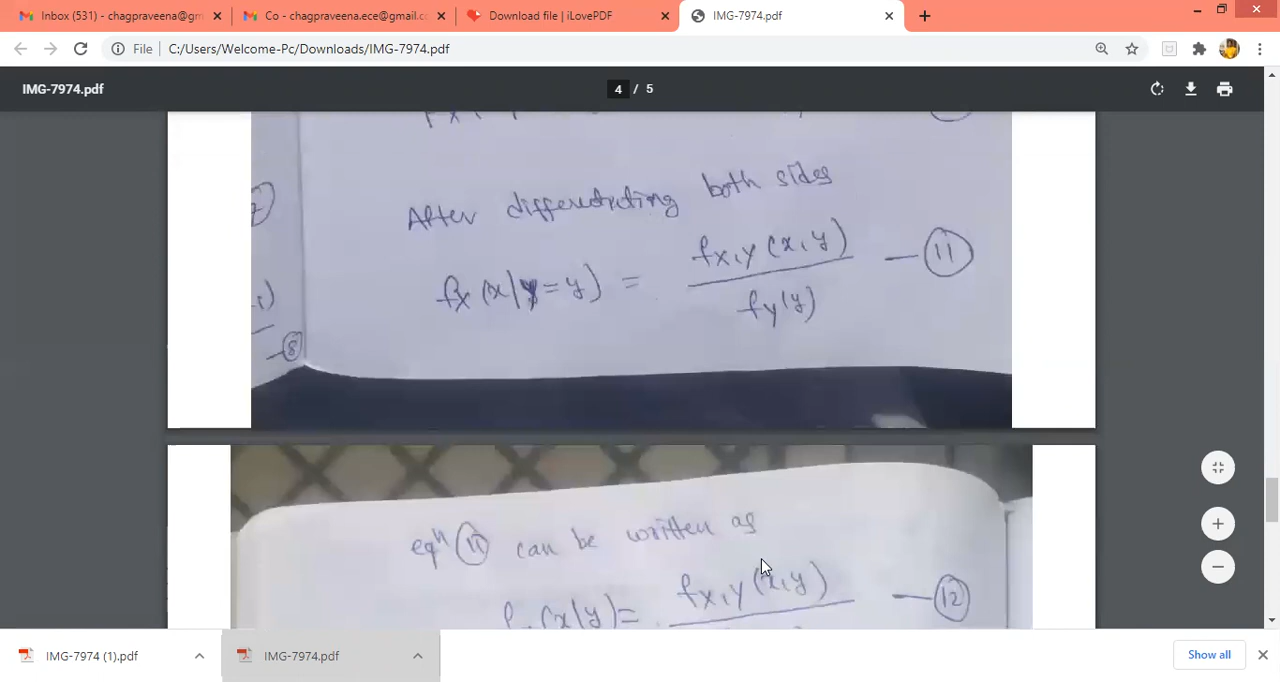 Inbox (531) - chagpraveena@gm
Co - chagpraveena.ece@gmail.c
Download file | iLovePDF
IMG-7974.pdf
File
C:/Users/Welcome-Pc/Downloads/IMG-7974.pdf
IMG-7974.pdf
4 / 5
After differentiating both sides
fx (x|Y=y) = fx,y (x,y) / fy(y) — 11
8
eqn 11 can be written as
(x|y) = fx,y (x,y) — 12
IMG-7974 (1).pdf
IMG-7974.pdf
Show all